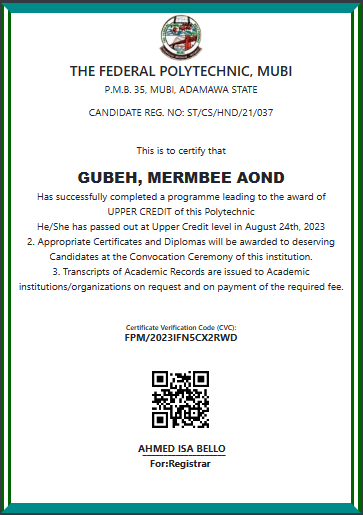 THE FEDERAL POLYTECHNIC, MUBI
P.M.B. 35, MUBI, ADAMAWA STATE
CANDIDATE REG. NO: ST/CS/HND/21/037
This is to certify that
GUBEH, MERMBEE AOND
Has successfully completed a programme leading to the award of
UPPER CREDIT of this Polytechnic
He/She has passed out at Upper Credit level in August 24th, 2023
2. Appropriate Certificates and Diplomas will be awarded to deserving
Candidates at the Convocation Ceremony of this institution.
3. Transcripts of Academic Records are issued to Academic
institutions/organizations on request and on payment of the required fee.
Certificate Verification Code (CVC):
FPM/2023IFN5CX2RWD
AHMED ISA BELLO
For:Registrar